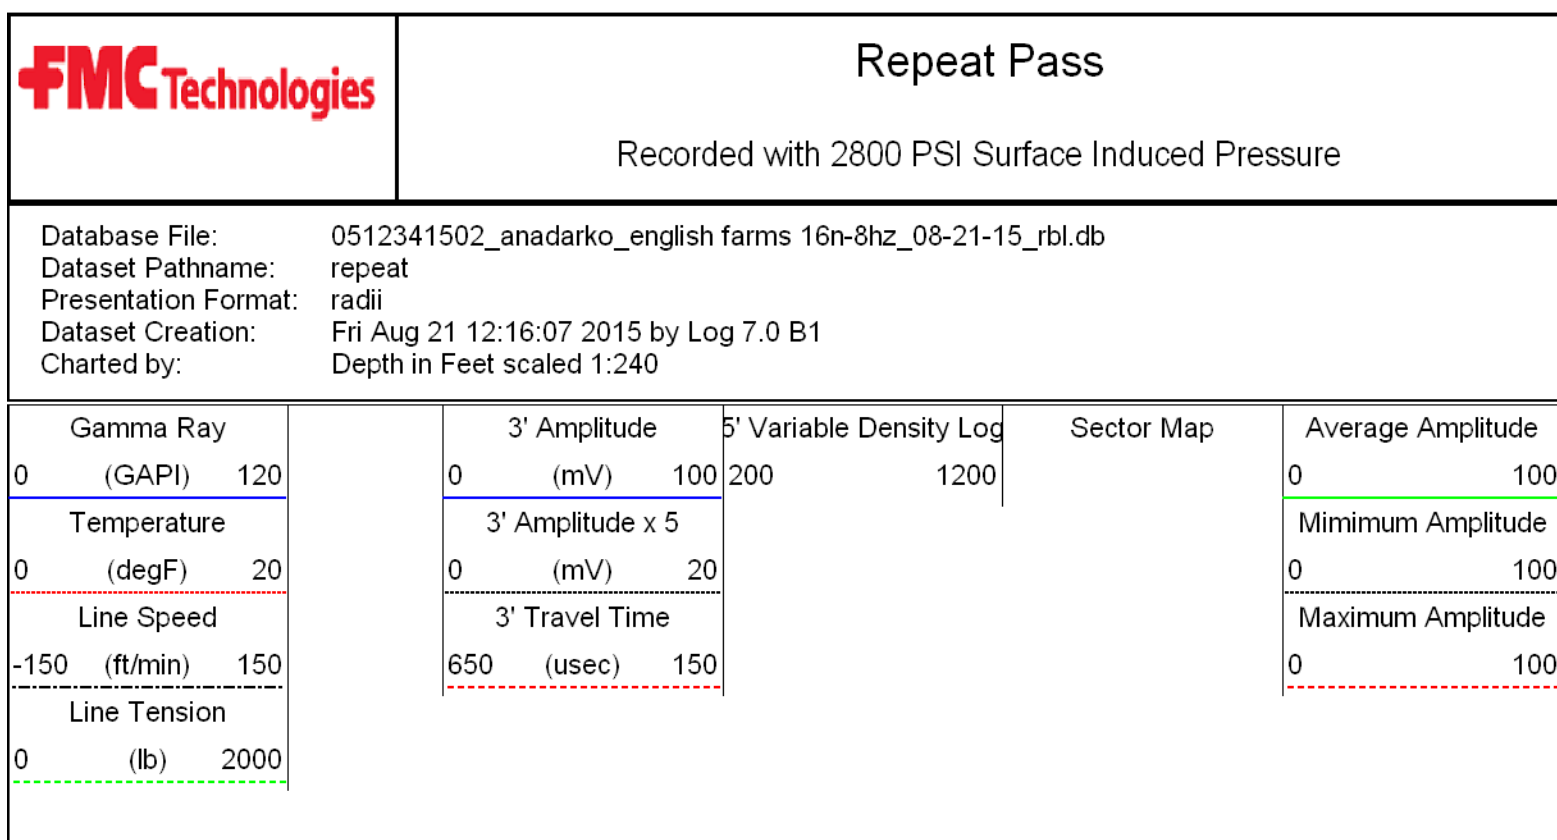 FMC Technologies
Repeat Pass
Recorded with 2800 PSI Surface Induced Pressure
Database File: 0512341502_anadarko_english farms 16n-8hz_08-21-15_rbl.db
Dataset Pathname: repeat
Presentation Format: radii
Dataset Creation: Fri Aug 21 12:16:07 2015 by Log 7.0 B1
Charted by: Depth in Feet scaled 1:240
Gamma Ray
0 (GAPI) 120
Temperature
0 (degF) 20
Line Speed
-150 (ft/min) 150
Line Tension
0 (lb) 2000
3' Amplitude
0 (mV) 100
3' Amplitude x 5
0 (mV) 20
3' Travel Time
650 (usec) 150
5' Variable Density Log
200 1200
Sector Map
Average Amplitude
0 100
Mimimum Amplitude
0 100
Maximum Amplitude
0 100